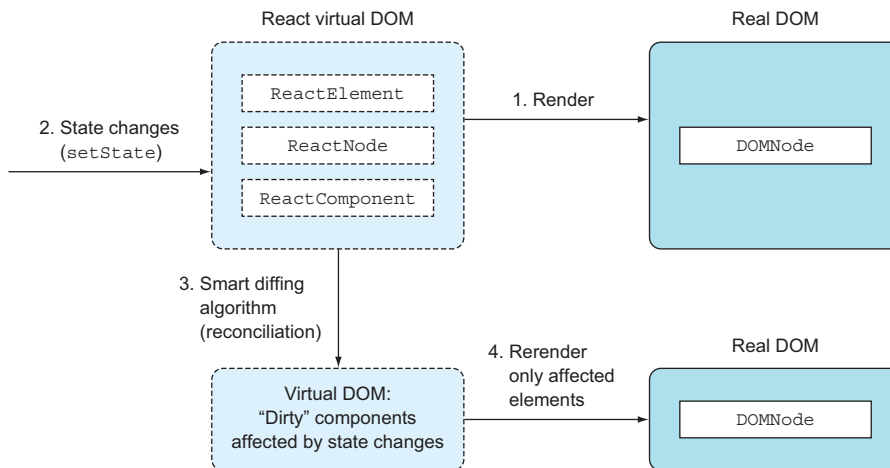 React virtual DOM
Real DOM
ReactElement
ReactNode
ReactComponent
1. Render
DOMNode
2. State changes
(setState)
3. Smart diffing
algorithm
(reconciliation)
Virtual DOM:
“Dirty” components
affected by state changes
4. Rerender
only affected
elements
Real DOM
DOMNode